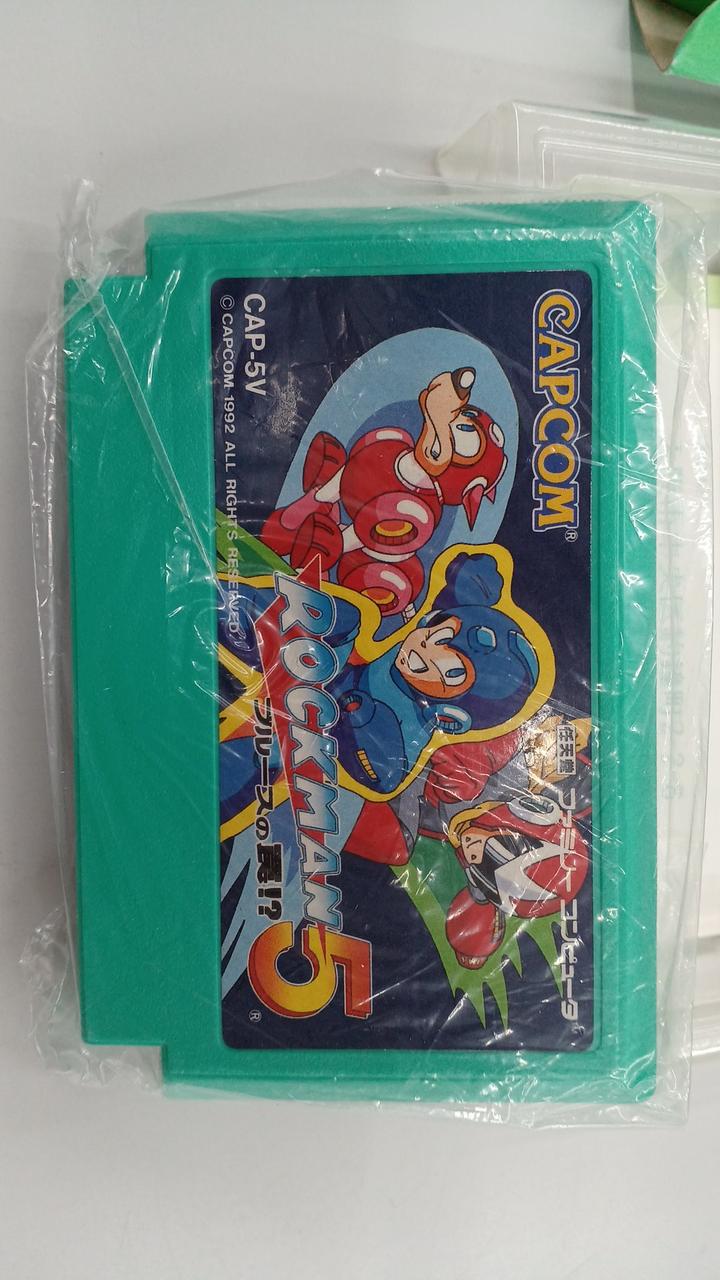 CAPCOM®
任天堂 ファミリーコンピュータ
ROCKMAN 5®
ブルースの罠!?
CAP-5V
© CAPCOM 1992 ALL RIGHTS RESERVED